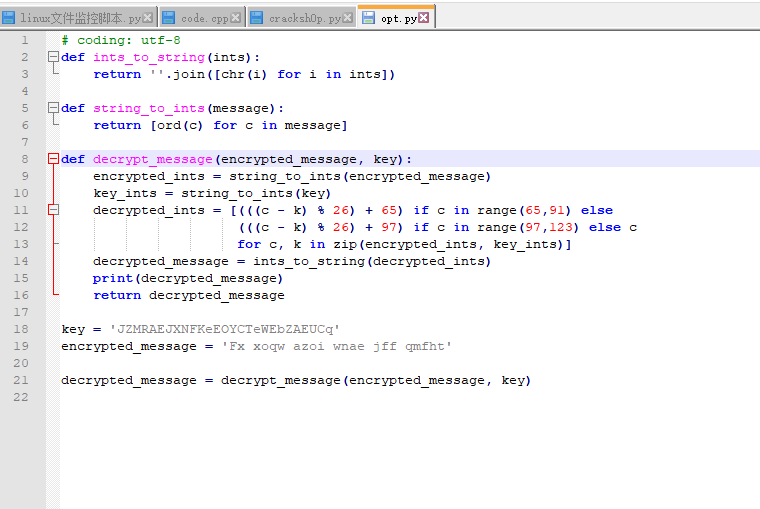 linux文件监控脚本.py code.cpp cracksh0p.py opt.py
1 # coding: utf-8
2 def ints_to_string(ints):
3     return ''.join([chr(i) for i in ints])
4
5 def string_to_ints(message):
6     return [ord(c) for c in message]
7
8 def decrypt_message(encrypted_message, key):
9     encrypted_ints = string_to_ints(encrypted_message)
10     key_ints = string_to_ints(key)
11     decrypted_ints = [(((c - k) % 26) + 65) if c in range(65,91) else
12                       (((c - k) % 26) + 97) if c in range(97,123) else c
13                       for c, k in zip(encrypted_ints, key_ints)]
14     decrypted_message = ints_to_string(decrypted_ints)
15     print(decrypted_message)
16     return decrypted_message
17
18 key = 'JZMRAEJXNFKeEOYCTeWEbZAEUCq'
19 encrypted_message = 'Fx xoqw azoi wnae jff qmfht'
20
21 decrypted_message = decrypt_message(encrypted_message, key)
22